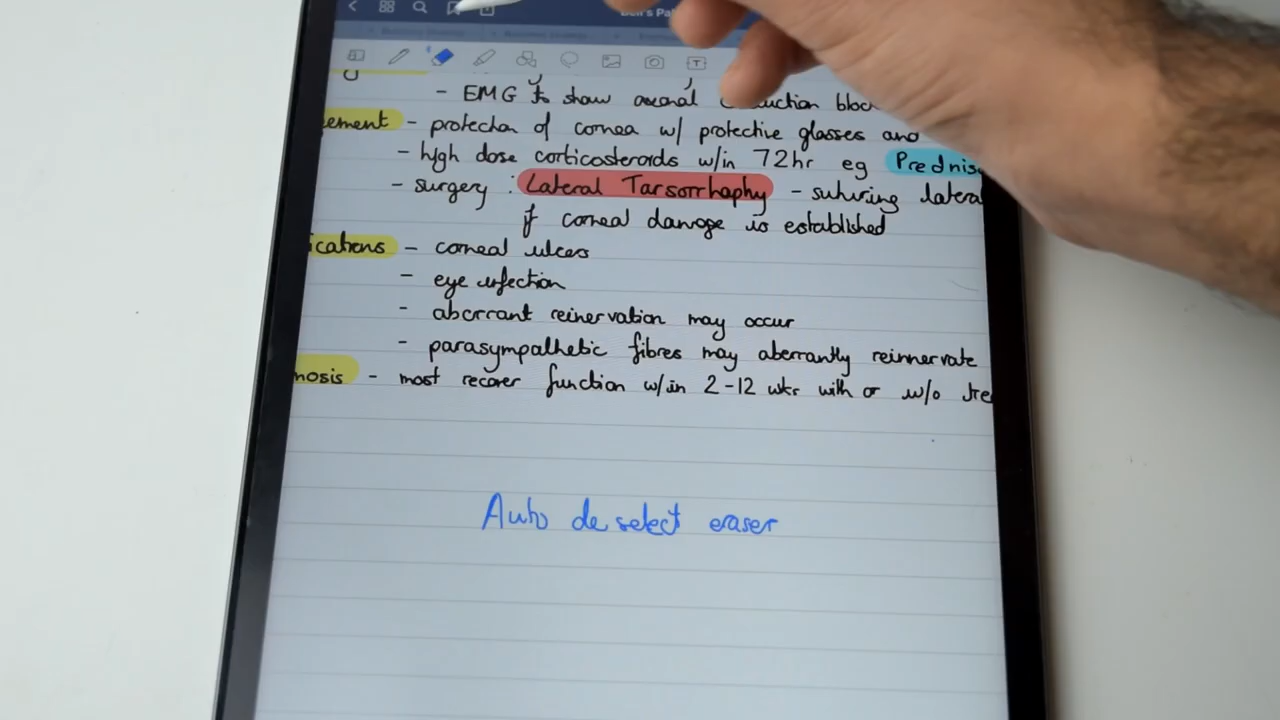 - EMG to show axonal block
ement - protection of cornea w/ protective glasses and
- high dose corticosteroids w/in 72hr eg Prednis
- surgery : Lateral Tarsorrhaphy - suturing latera
if corneal damage is established
ications - corneal ulcers
- eye infection
- aborrant reinervation may occur
- parasympathetic fibres may aberrantly reinnervate
nosis - most recover function w/in 2-12 wks with or w/o tre
Auto deselect eraser